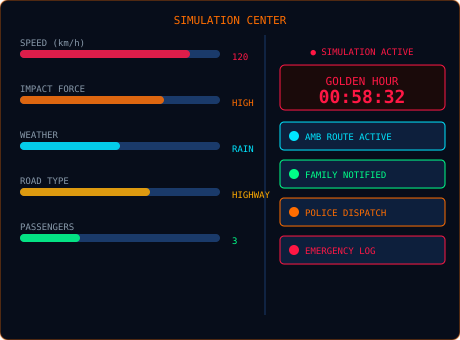 SIMULATION CENTER
SPEED (km/h)
120
IMPACT FORCE
HIGH
WEATHER
RAIN
ROAD TYPE
HIGHWAY
PASSENGERS
3
● SIMULATION ACTIVE
GOLDEN HOUR
00:58:32
AMB ROUTE ACTIVE
FAMILY NOTIFIED
POLICE DISPATCH
EMERGENCY LOG